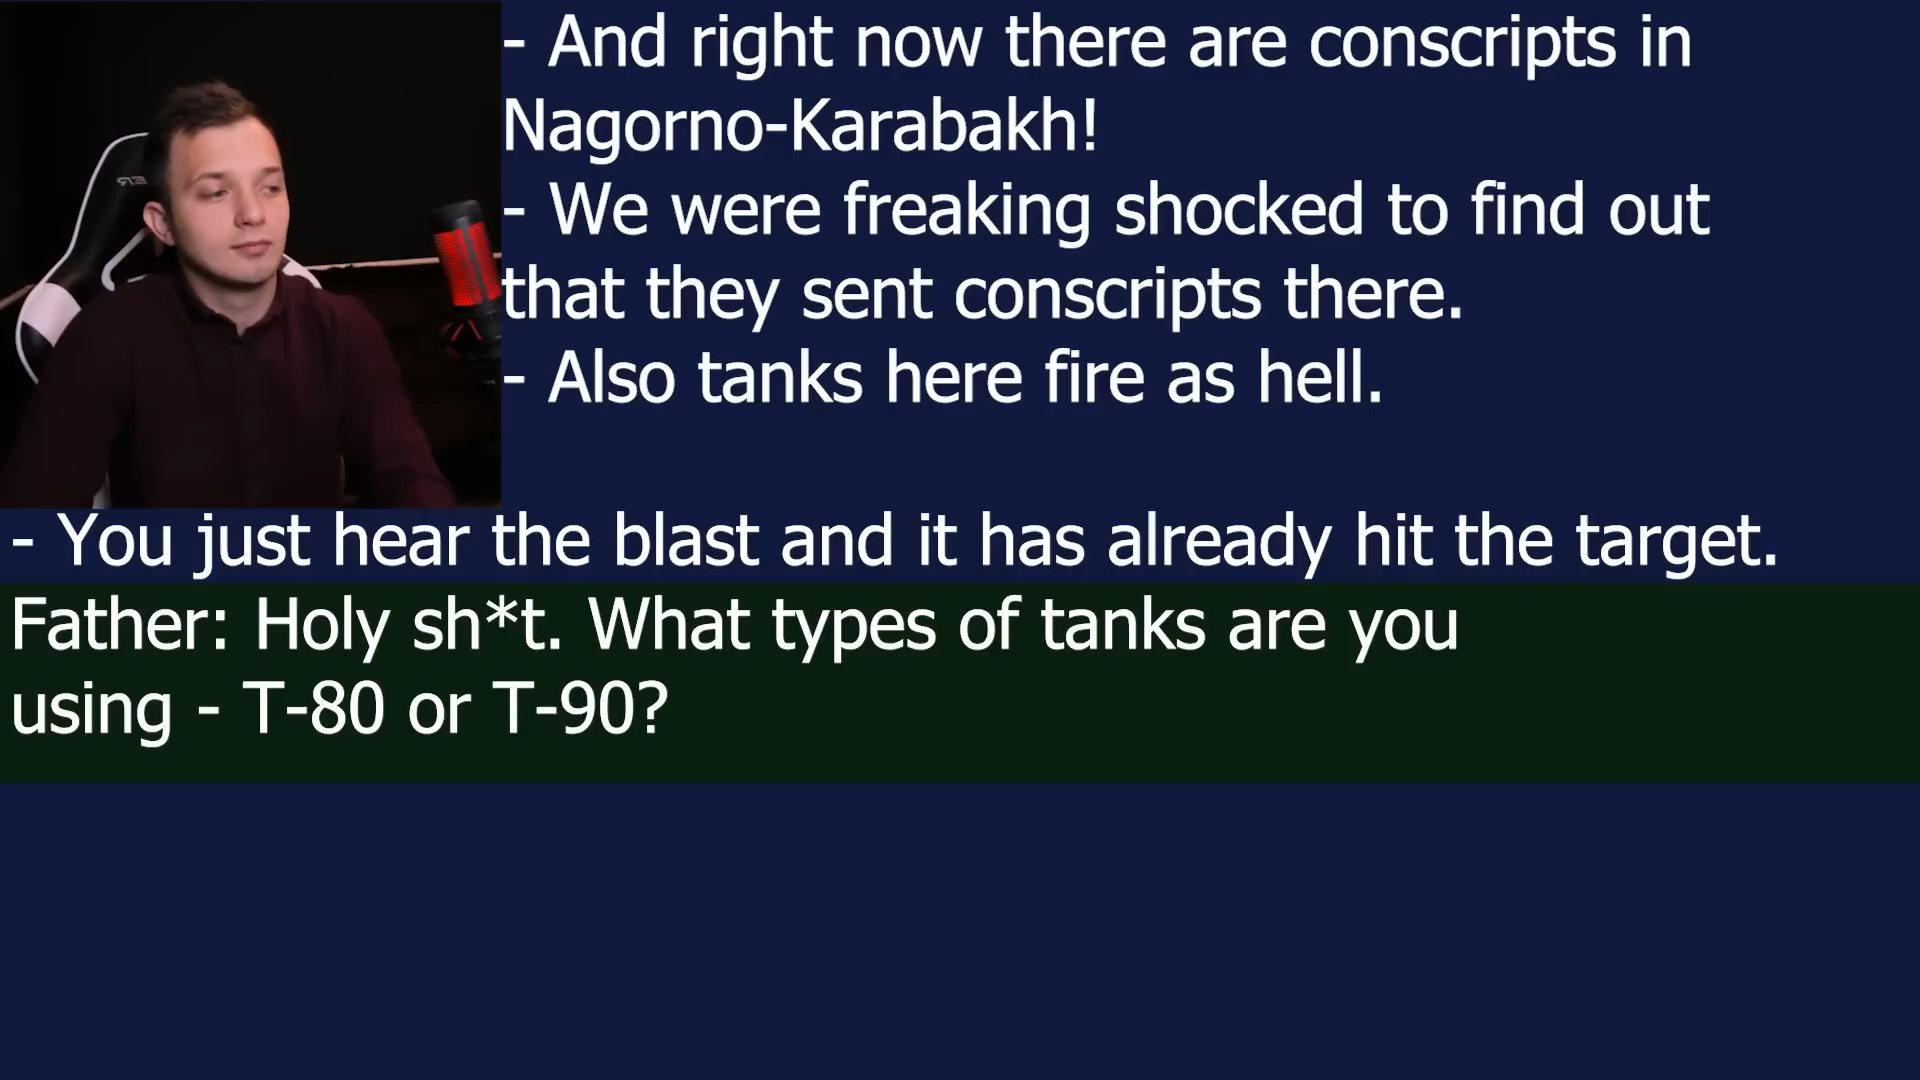 - And right now there are conscripts in
Nagorno-Karabakh!
- We were freaking shocked to find out
that they sent conscripts there.
- Also tanks here fire as hell.
- You just hear the blast and it has already hit the target.
Father: Holy sh*t. What types of tanks are you
using - T-80 or T-90?